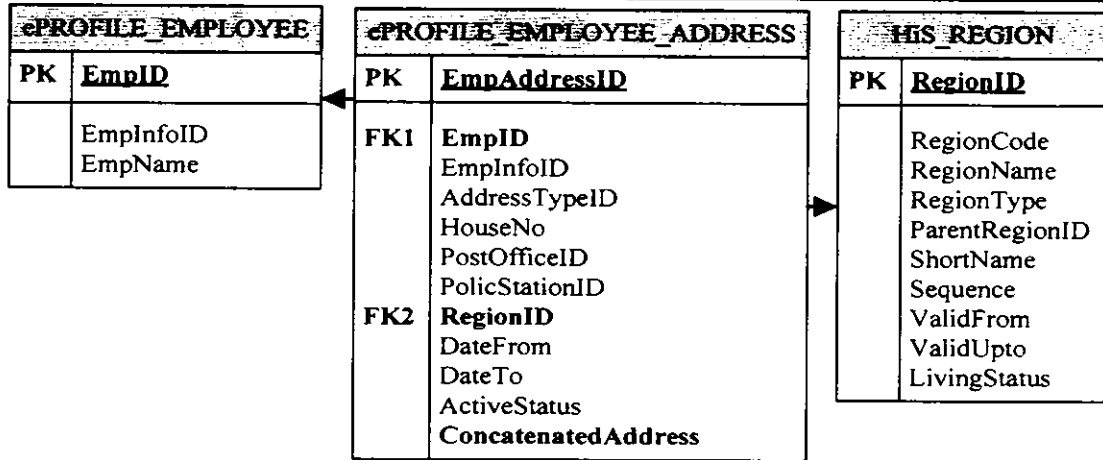 ePROFILE_EMPLOYEE
PK EmpID
EmpInfoID
EmpName
ePROFILE_EMPLOYEE_ADDRESS
PK EmpAddressID
FK1 EmpID
EmpInfoID
AddressTypeID
HouseNo
PostOfficeID
PolicStationID
FK2 RegionID
DateFrom
DateTo
ActiveStatus
ConcatenatedAddress
HiS_REGION
PK RegionID
RegionCode
RegionName
RegionType
ParentRegionID
ShortName
Sequence
ValidFrom
ValidUpto
LivingStatus